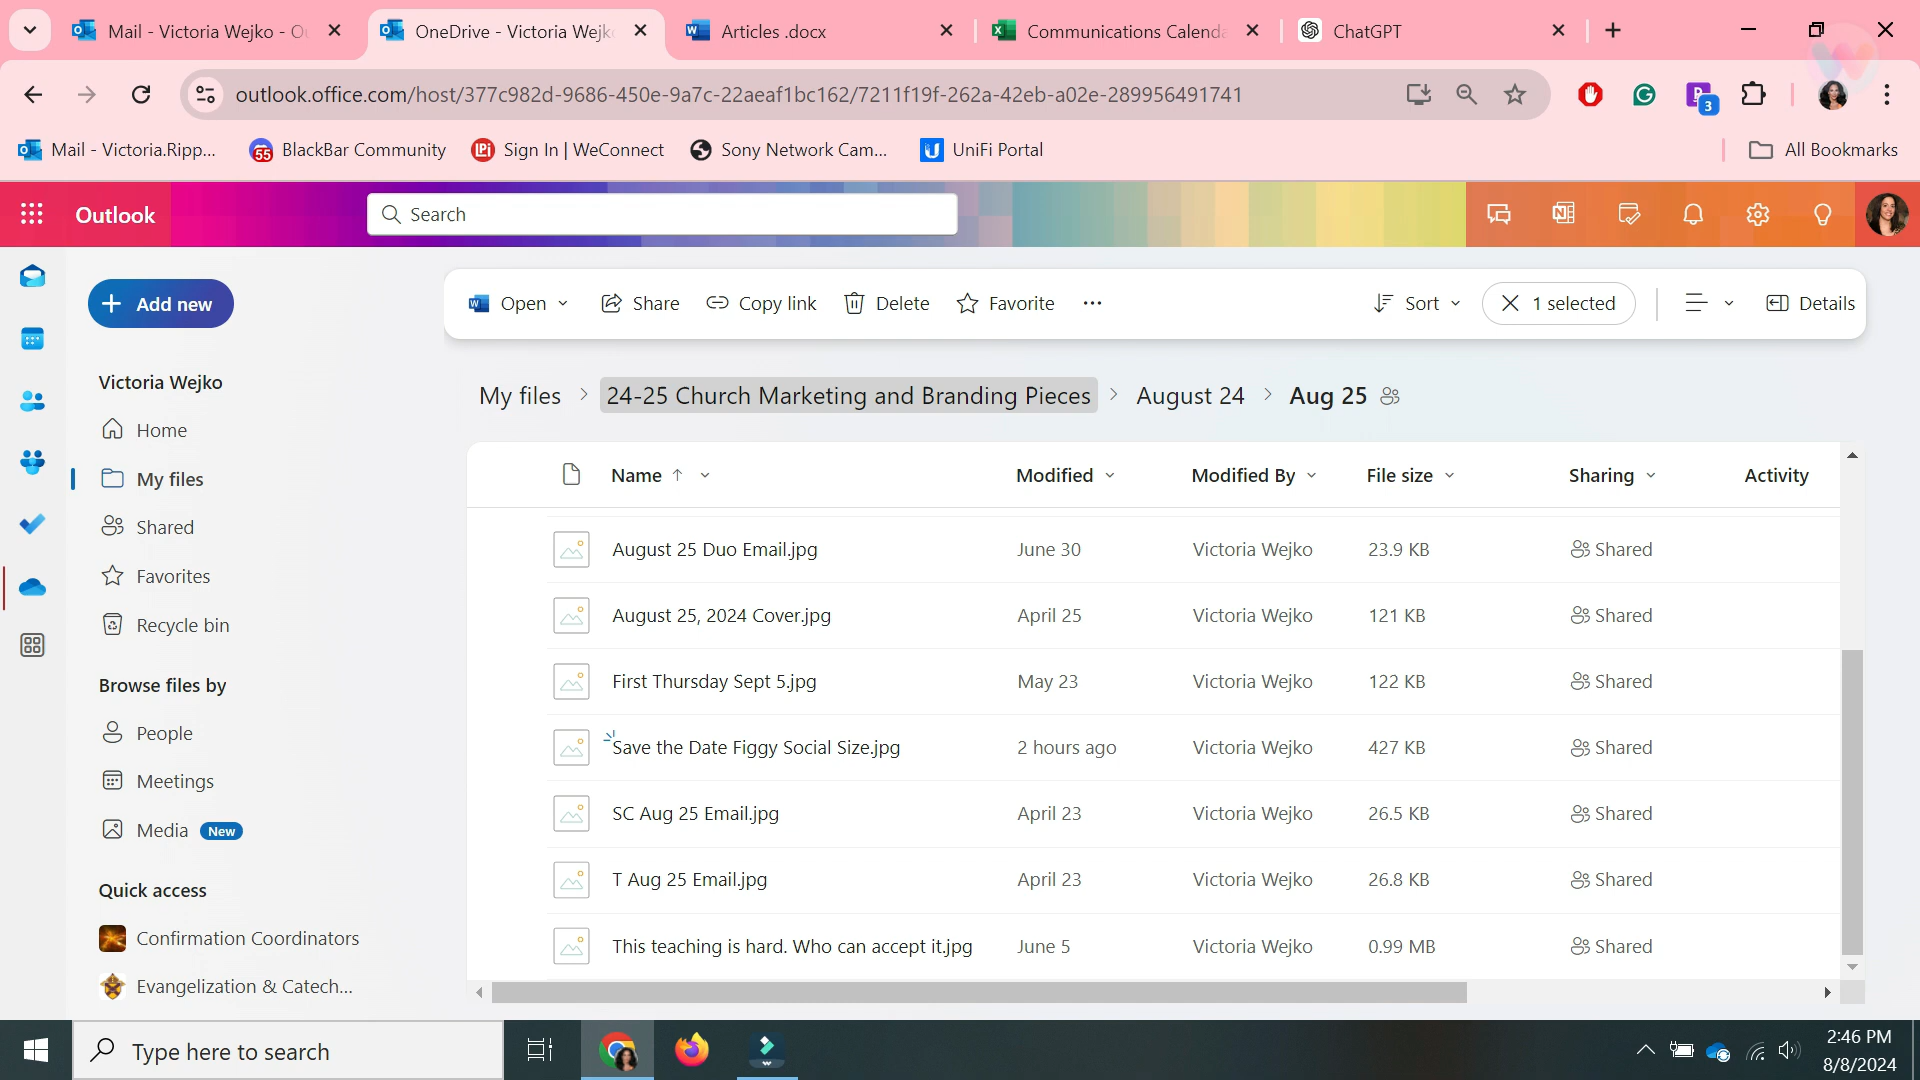 Mail - Victoria Wejko - Ou
OneDrive - Victoria Wejk
Articles .docx
Communications Calenda
ChatGPT
outlook.office.com/host/377c982d-9686-450e-9a7c-22aeaf1bc162/7211f19f-262a-42eb-a02e-289956491741
3
Mail - Victoria.Ripp...
55 BlackBar Community
LPi Sign In | WeConnect
Sony Network Cam...
UniFi Portal
All Bookmarks
Outlook
Search
Add new
Open
Share
Copy link
Delete
Favorite
Sort
1 selected
Details
Victoria Wejko
Home
My files
Shared
Favorites
Recycle bin
Browse files by
People
Meetings
Media New
Quick access
Confirmation Coordinators
Evangelization & Catech...
My files > 24-25 Church Marketing and Branding Pieces > August 24 > Aug 25
Name Modified Modified By File size Sharing Activity
August 25 Duo Email.jpg June 30 Victoria Wejko 23.9 KB Shared
August 25, 2024 Cover.jpg April 25 Victoria Wejko 121 KB Shared
First Thursday Sept 5.jpg May 23 Victoria Wejko 122 KB Shared
Save the Date Figgy Social Size.jpg 2 hours ago Victoria Wejko 427 KB Shared
SC Aug 25 Email.jpg April 23 Victoria Wejko 26.5 KB Shared
T Aug 25 Email.jpg April 23 Victoria Wejko 26.8 KB Shared
This teaching is hard. Who can accept it.jpg June 5 Victoria Wejko 0.99 MB Shared
Type here to search
2:46 PM
8/8/2024